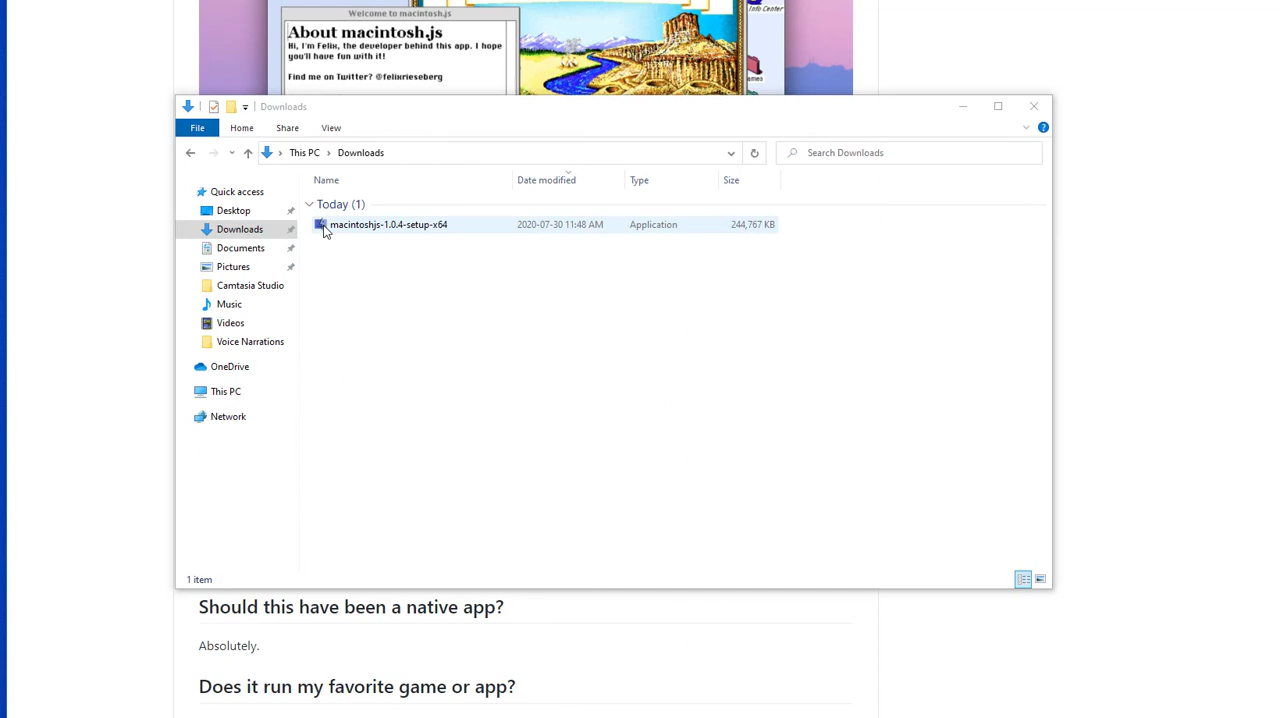 Info Center
Welcome to macintosh.js
About macintosh.js
Hi, I'm Felix, the developer behind this app. I hope
you'll have fun with it!
Find me on Twitter? @felixrieseberg
Downloads
File Home Share View
This PC Downloads
Search Downloads
Name Date modified Type Size
Quick access
Today (1)
Desktop
macintoshjs-1.0.4-setup-x64 2020-07-30 11:48 AM Application 244,767 KB
Downloads
Documents
Pictures
Camtasia Studio
Music
Videos
Voice Narrations
OneDrive
This PC
Network
1 item
Should this have been a native app?
Absolutely.
Does it run my favorite game or app?